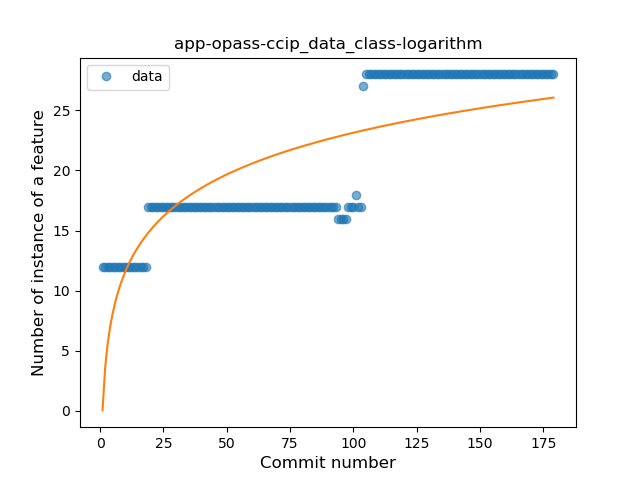 app-opass-ccip_data_class-logarithm
data
Number of instance of a feature
25
20
15
10
5
0
0 25 50 75 100 125 150 175
Commit number